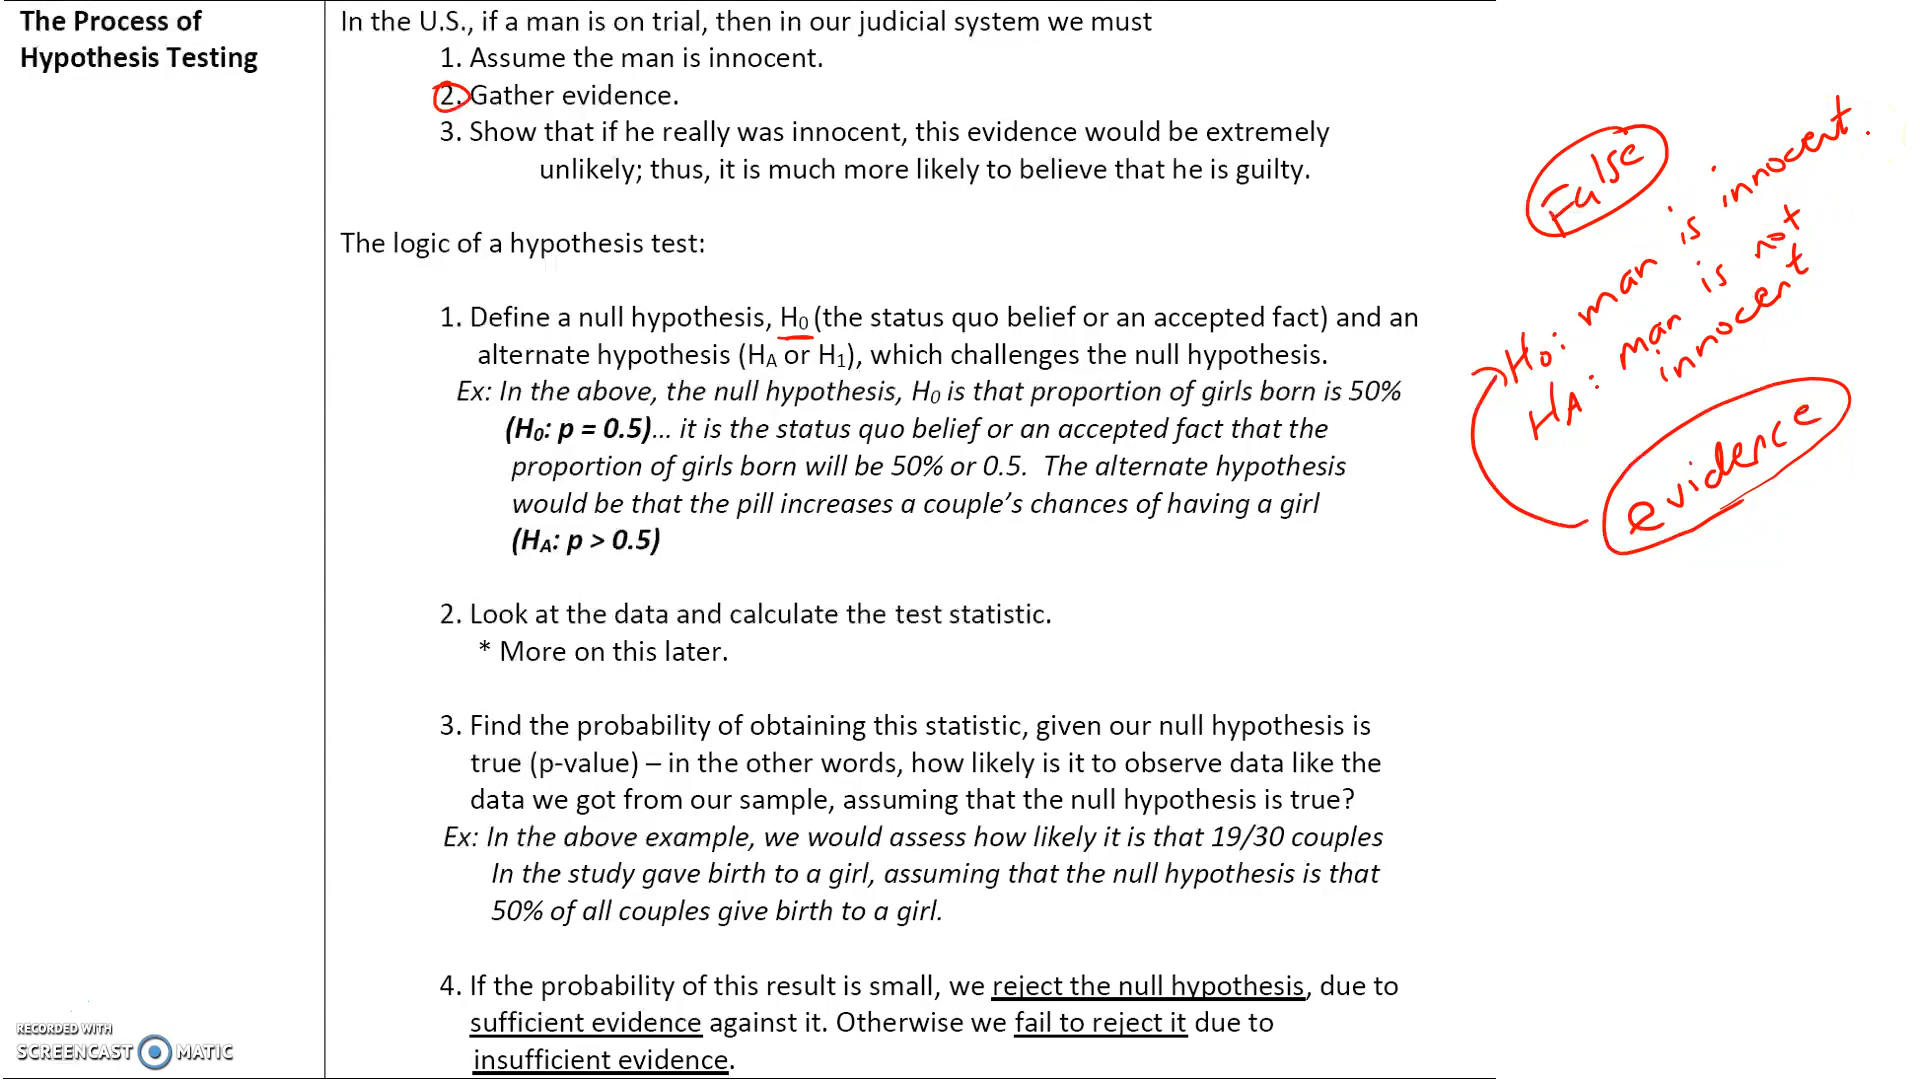 The Process of
Hypothesis Testing
In the U.S., if a man is on trial, then in our judicial system we must
1. Assume the man is innocent.
2. Gather evidence.
3. Show that if he really was innocent, this evidence would be extremely
unlikely; thus, it is much more likely to believe that he is guilty.
The logic of a hypothesis test:
1. Define a null hypothesis, H₀ (the status quo belief or an accepted fact) and an
alternate hypothesis (Hₐ or H₁), which challenges the null hypothesis.
Ex: In the above, the null hypothesis, H₀ is that proportion of girls born is 50%
(H₀: p = 0.5)... it is the status quo belief or an accepted fact that the
proportion of girls born will be 50% or 0.5. The alternate hypothesis
would be that the pill increases a couple's chances of having a girl
(Hₐ: p > 0.5)
2. Look at the data and calculate the test statistic.
* More on this later.
3. Find the probability of obtaining this statistic, given our null hypothesis is
true (p-value) – in the other words, how likely is it to observe data like the
data we got from our sample, assuming that the null hypothesis is true?
Ex: In the above example, we would assess how likely it is that 19/30 couples
In the study gave birth to a girl, assuming that the null hypothesis is that
50% of all couples give birth to a girl.
4. If the probability of this result is small, we reject the null hypothesis, due to
sufficient evidence against it. Otherwise we fail to reject it due to
insufficient evidence.
False
H₀: man is innocent.
Hₐ: man is not
innocent
evidence
RECORDED WITH
SCREENCAST MATIC